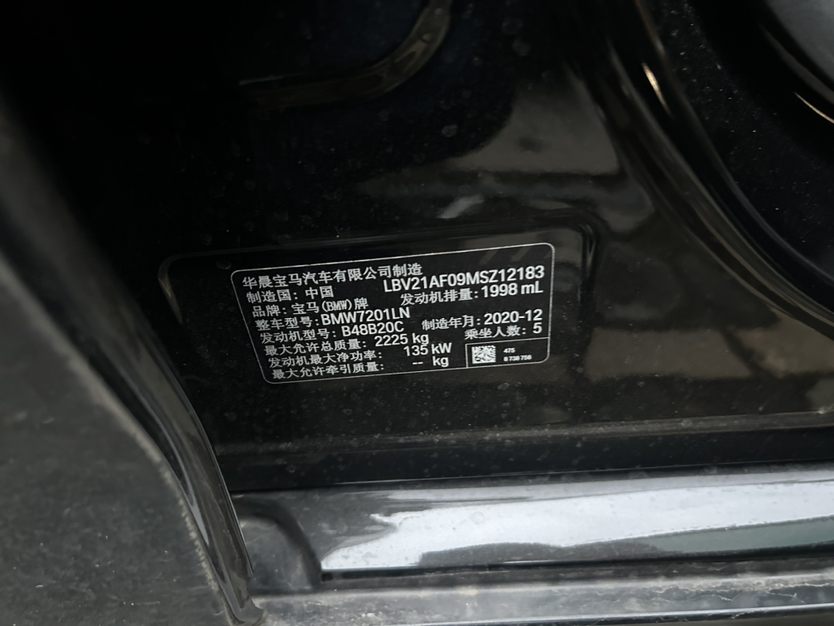 华晨宝马汽车有限公司制造
制造国：中国 LBV21AF09MSZ12183
品牌：宝马(BMW)牌 发动机排量：1998 mL
整车型号：BMW7201LN
发动机型号：B48B20C 制造年月：2020-12
最大允许总质量：2225 kg 乘坐人数：5
发动机最大净功率：135 kW
最大允许牵引质量：-- kg
475
8 738 756